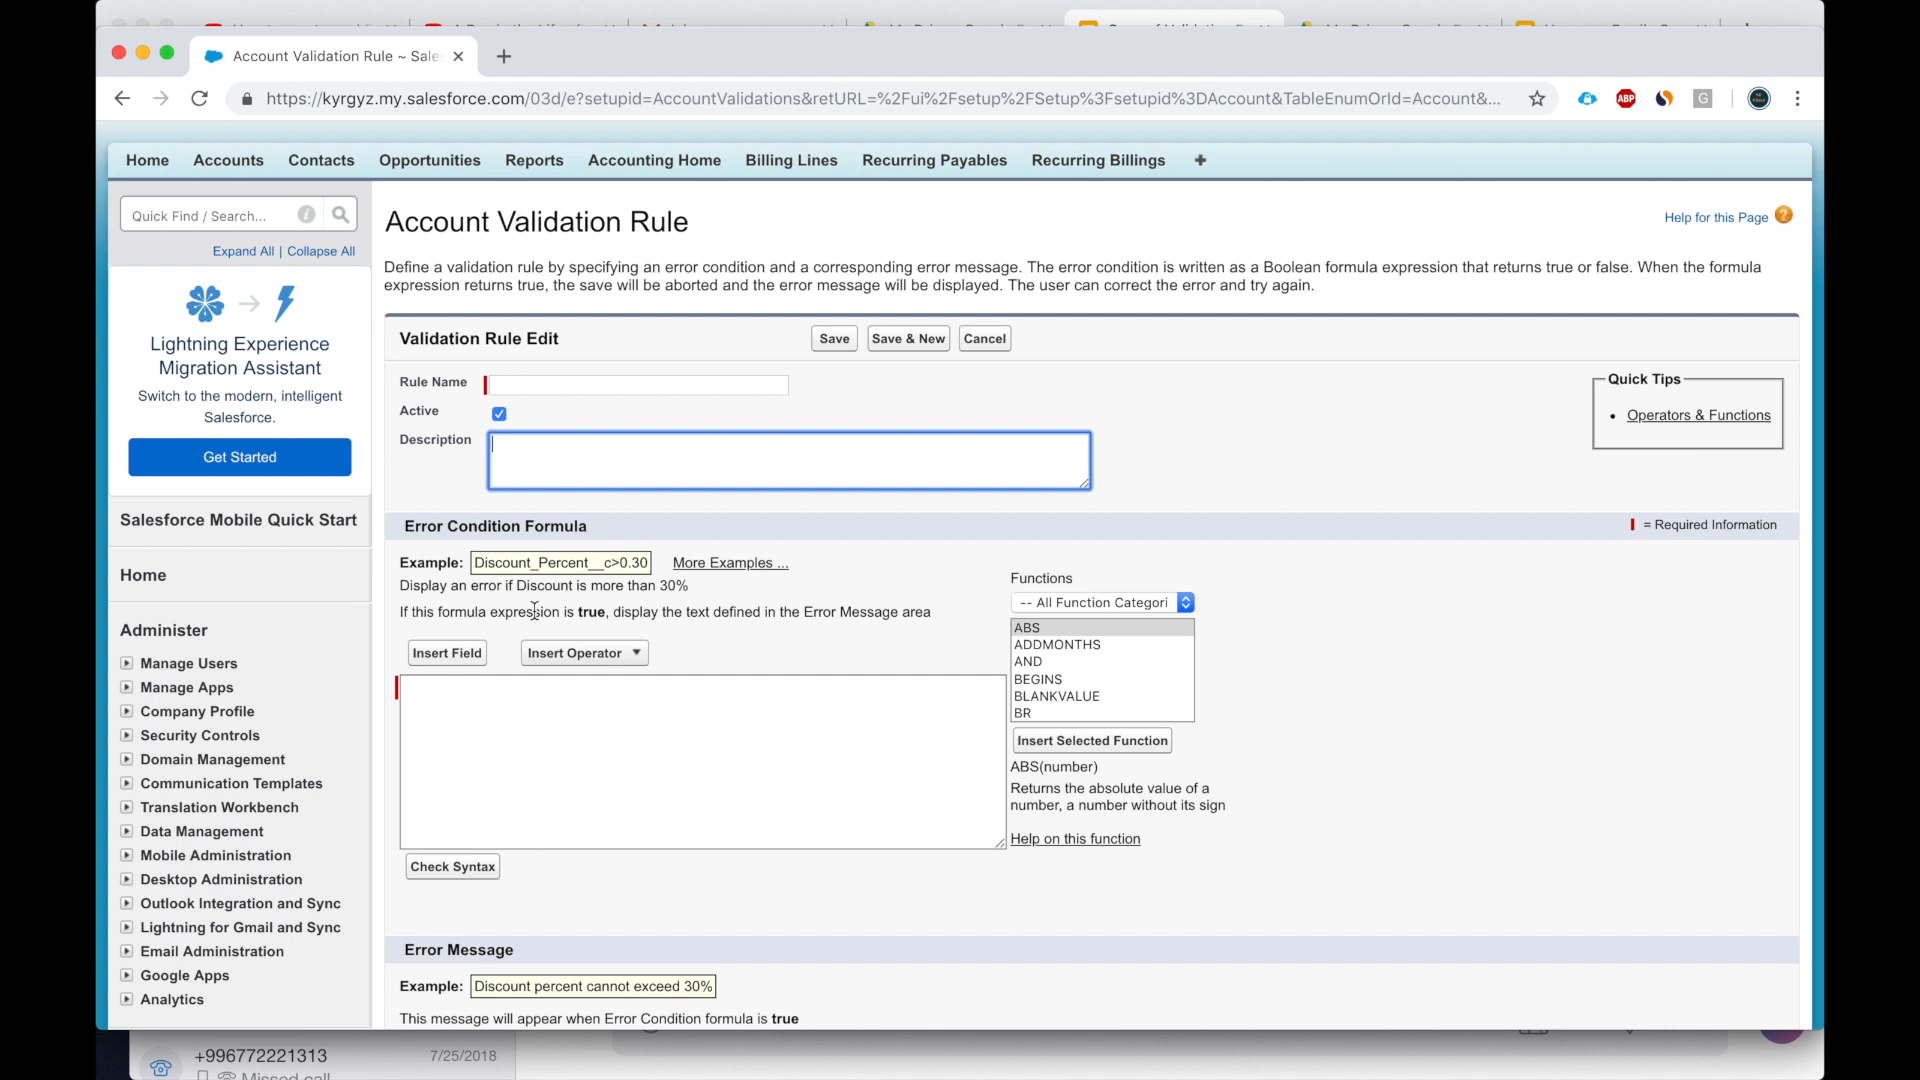 Account Validation Rule ~ Sale
https://kyrgyz.my.salesforce.com/03d/e?setupid=AccountValidations&retURL=%2Fui%2Fsetup%2FSetup%3Fsetupid%3DAccount&TableEnumOrId=Account&...
ABP
G
Home Accounts Contacts Opportunities Reports Accounting Home Billing Lines Recurring Payables Recurring Billings +
Quick Find / Search...
Expand All | Collapse All
Lightning Experience
Migration Assistant
Switch to the modern, intelligent
Salesforce.
Get Started
Salesforce Mobile Quick Start
Home
Administer
Manage Users
Manage Apps
Company Profile
Security Controls
Domain Management
Communication Templates
Translation Workbench
Data Management
Mobile Administration
Desktop Administration
Outlook Integration and Sync
Lightning for Gmail and Sync
Email Administration
Google Apps
Analytics
Account Validation Rule
Help for this Page ?
Define a validation rule by specifying an error condition and a corresponding error message. The error condition is written as a Boolean formula expression that returns true or false. When the formula
expression returns true, the save will be aborted and the error message will be displayed. The user can correct the error and try again.
Validation Rule Edit Save Save & New Cancel
Rule Name
Active
Description
Quick Tips
• Operators & Functions
Error Condition Formula
= Required Information
Example: Discount_Percent__c>0.30 More Examples ...
Display an error if Discount is more than 30%
If this formula expression is true, display the text defined in the Error Message area
Insert Field Insert Operator
Functions
-- All Function Categori
ABS
ADDMONTHS
AND
BEGINS
BLANKVALUE
BR
Insert Selected Function
ABS(number)
Returns the absolute value of a
number, a number without its sign
Help on this function
Check Syntax
Error Message
Example: Discount percent cannot exceed 30%
This message will appear when Error Condition formula is true
+996772221313 7/25/2018
Missed call